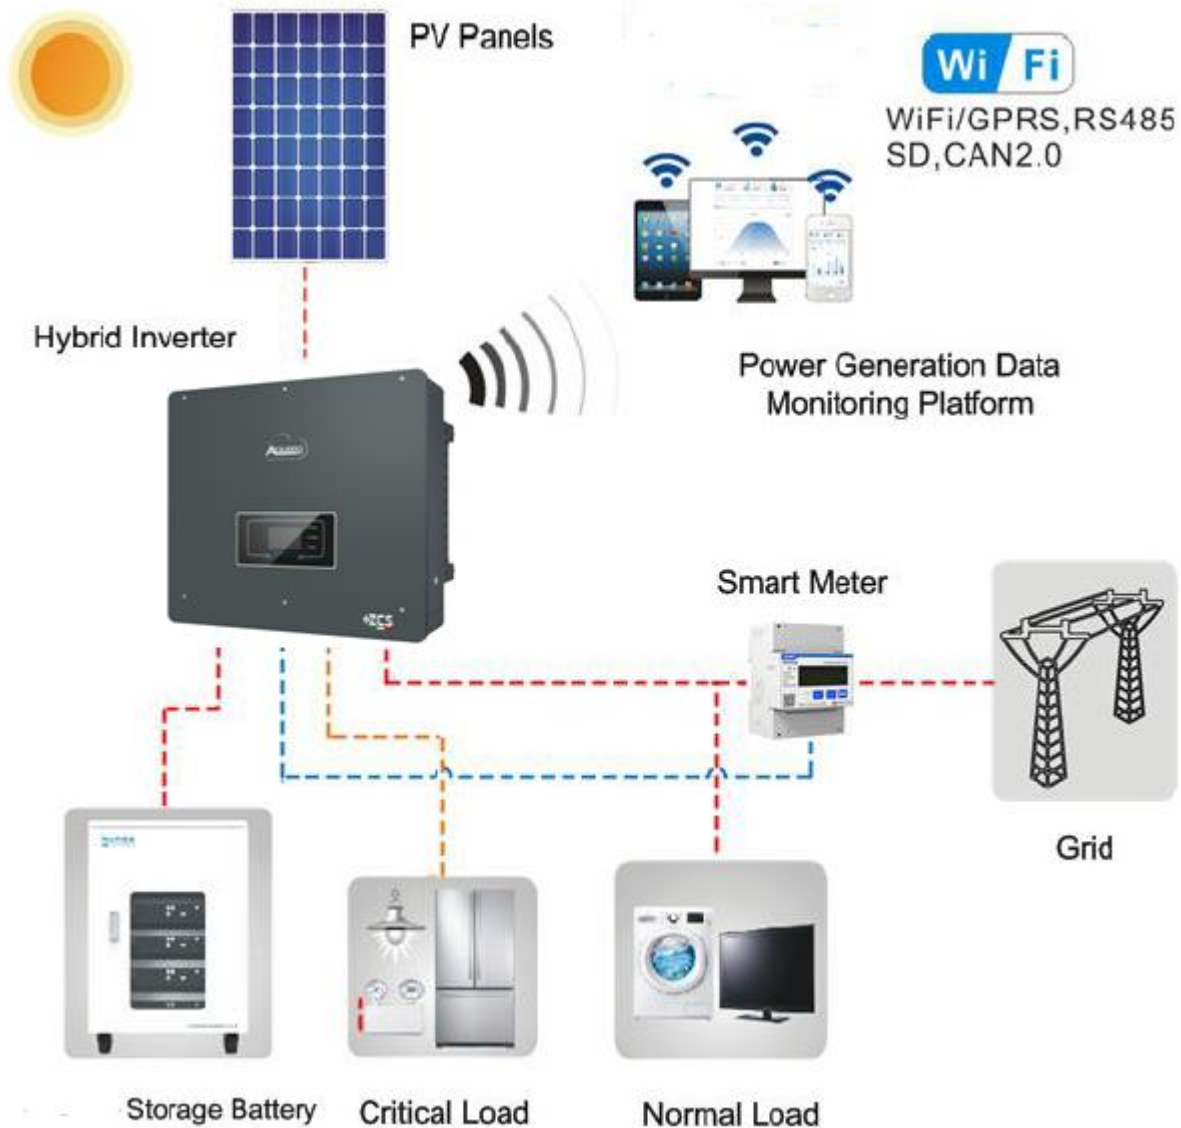 PV Panels
Wi Fi
WiFi/GPRS,RS485
SD,CAN2.0
Hybrid Inverter
Power Generation Data
Monitoring Platform
Smart Meter
Grid
Storage Battery
Critical Load
Normal Load